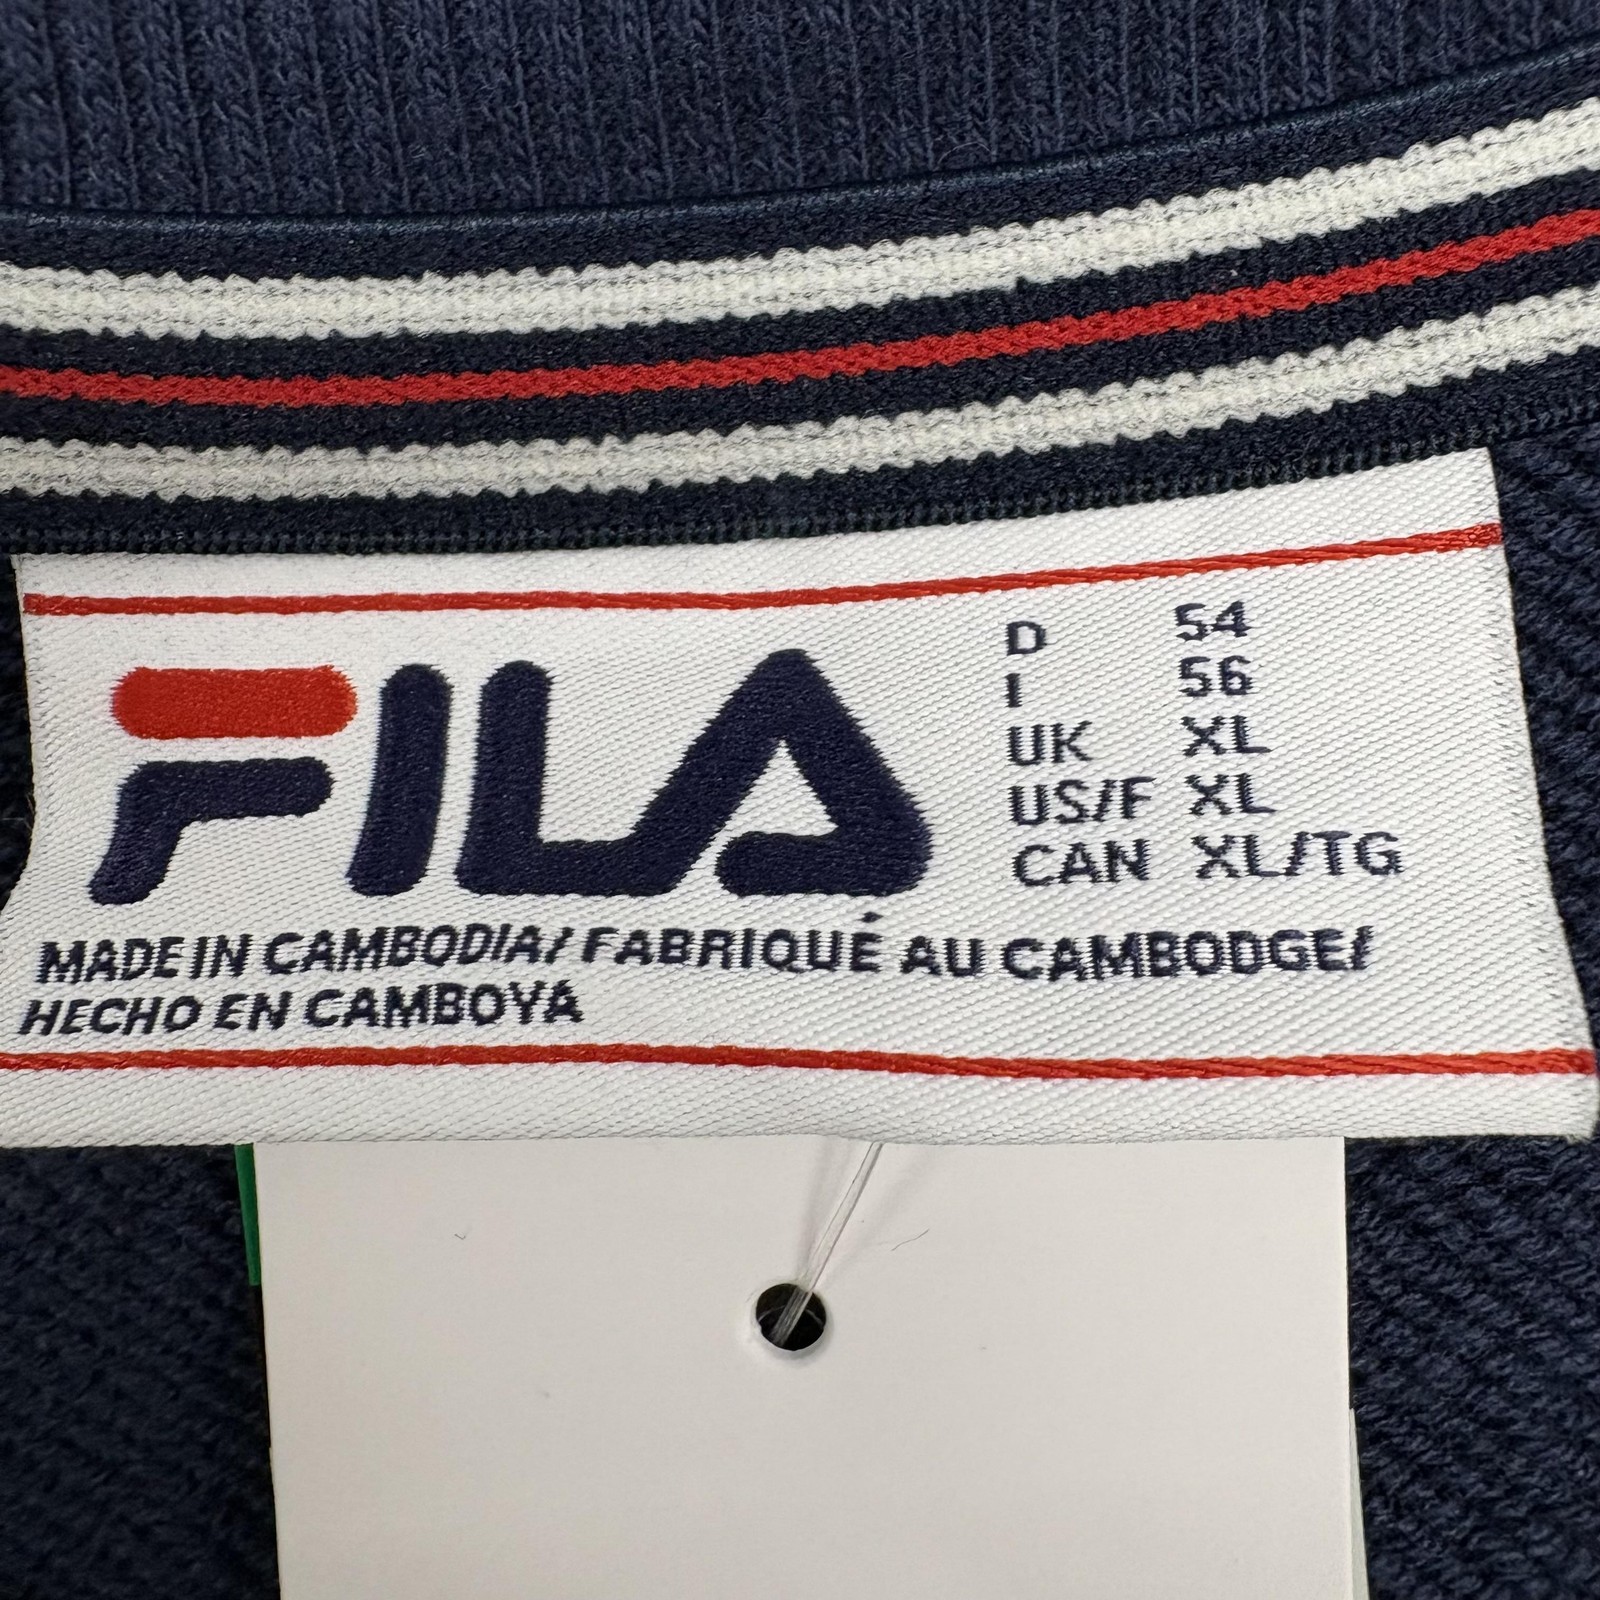 FILA
D 54
I 56
UK XL
US/F XL
CAN XL/TG
MADE IN CAMBODIA/ FABRIQUÉ AU CAMBODGE/
HECHO EN CAMBOYA